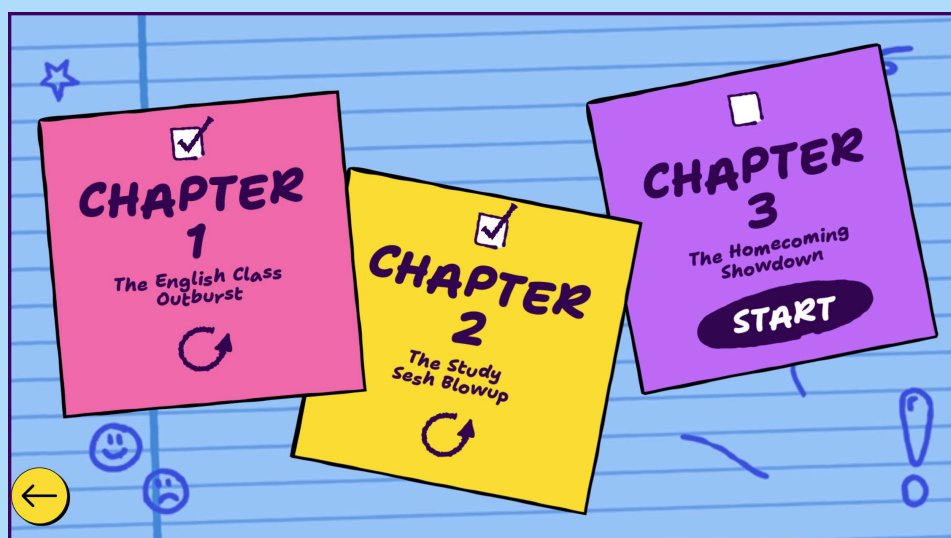 CHAPTER
1
The English Class
Outburst
CHAPTER
2
The Study
Sesh Blowup
CHAPTER
3
The Homecoming
Showdown
START